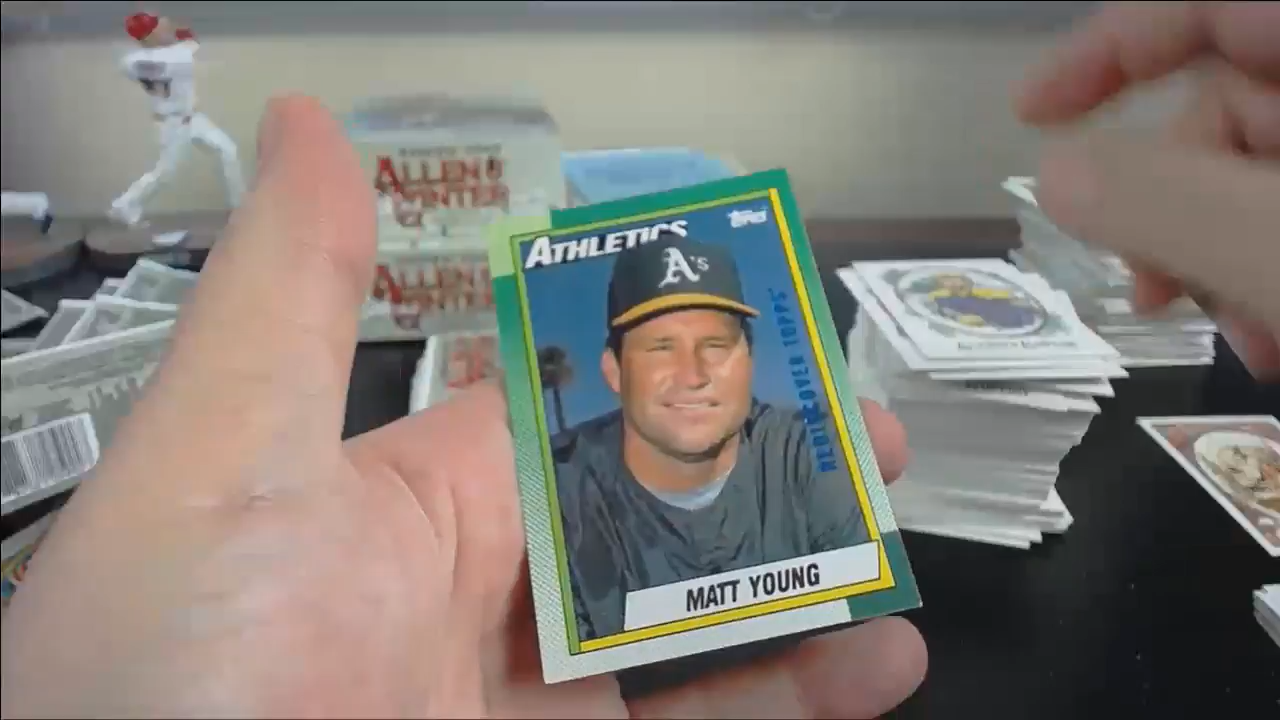 ALLEN &
GINTER
ALLEN &
GINTER
ATHLETICS
TOPPS
A's
REDISCOVER TOPPS
MATT YOUNG